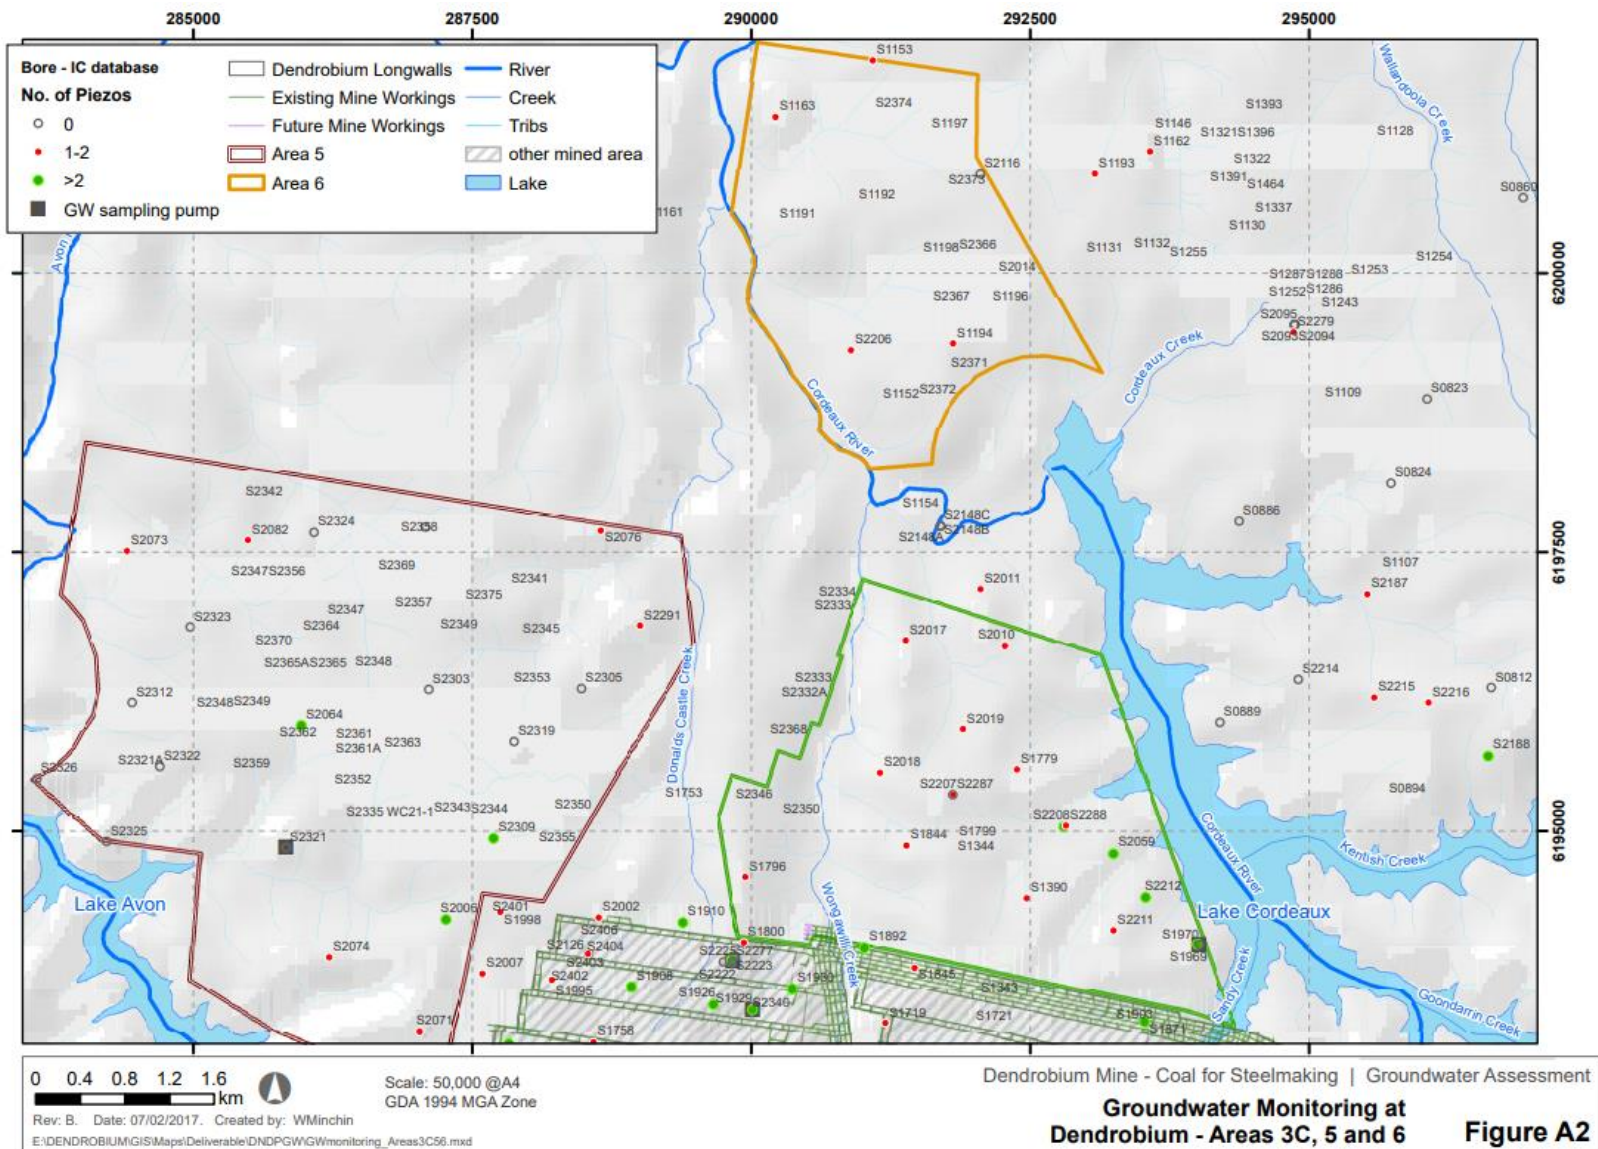 285000
287500
290000
292500
295000
Bore - IC database
No. of Piezos
0
1-2
>2
GW sampling pump
Dendrobium Longwalls
Existing Mine Workings
Future Mine Workings
Area 5
Area 6
River
Creek
Tribs
other mined area
Lake
6200000
6197500
6195000
S1153
S1163
S2374
S1197
S2116
S2373
S1192
S1191
1161
S1198
S2366
S2014
S2367
S1196
S2206
S1194
S2371
S1152
S2372
Cordeaux River
S1193
S1146
S1162
S1393
S1321
S1396
S1322
S1391
S1464
S1337
S1130
S1131
S1132
S1255
S1128
Wallandoola Creek
S0860
S1254
S1253
S1287
S1288
S1252
S1286
S1243
S2095
S2279
S2093
S2094
Cordeaux Creek
S1109
S0823
S0824
S0886
S1107
S2187
S2214
S0812
S2215
S2216
S0889
S2188
S0894
Kentish Creek
S2342
S2082
S2324
S2358
S2076
S2073
S2347
S2356
S2369
S2341
S2375
S2357
S2347
S2364
S2349
S2345
S2291
S2323
S2370
S2365A
S2365
S2348
S2303
S2353
S2305
S2312
S2348
S2349
S2064
S2362
S2361
S2361A
S2363
S2319
S2322
S2321A
S2326
S2359
S2352
S2335
WC21-1
S2343
S2344
S2350
S2309
S2355
S2325
S2321
Lake Avon
S2006
S2401
S1998
S2074
S2007
S2071
Donalds Castle Creek
S1753
S1154
S2148C
S2148A
S2148B
S2011
S2334
S2333
S2017
S2010
S2333
S2332A
S2368
S2019
S2018
S1779
S2207
S2287
S2346
S2350
S2208
S2288
S1844
S1799
S1344
S2059
S1796
S1390
S2212
S2211
Wongawilli Creek
Cordeaux River
Lake Cordeaux
S1970
S1969
Sandy Creek
Goondarrin Creek
S2002
S1910
S2406
S2126
S2404
S2403
S2402
S1995
S1800
S2225
S2277
S2223
S2222
S1892
S1908
S1926
S1929
S1930
S2340
S1845
S1343
S1719
S1721
S1993
S1871
S1758
0 0.4 0.8 1.2 1.6
km
Scale: 50,000 @A4
GDA 1994 MGA Zone
Rev: B. Date: 07/02/2017. Created by: WMinchin
E:\DENDROBIUM\GIS\Maps\Deliverable\DNDPGW\GWmonitoring_Areas3C56.mxd
Dendrobium Mine - Coal for Steelmaking | Groundwater Assessment
Groundwater Monitoring at
Dendrobium - Areas 3C, 5 and 6
Figure A2